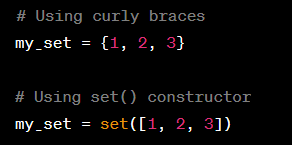 # Using curly braces
my_set = {1, 2, 3}
# Using set() constructor
my_set = set([1, 2, 3])